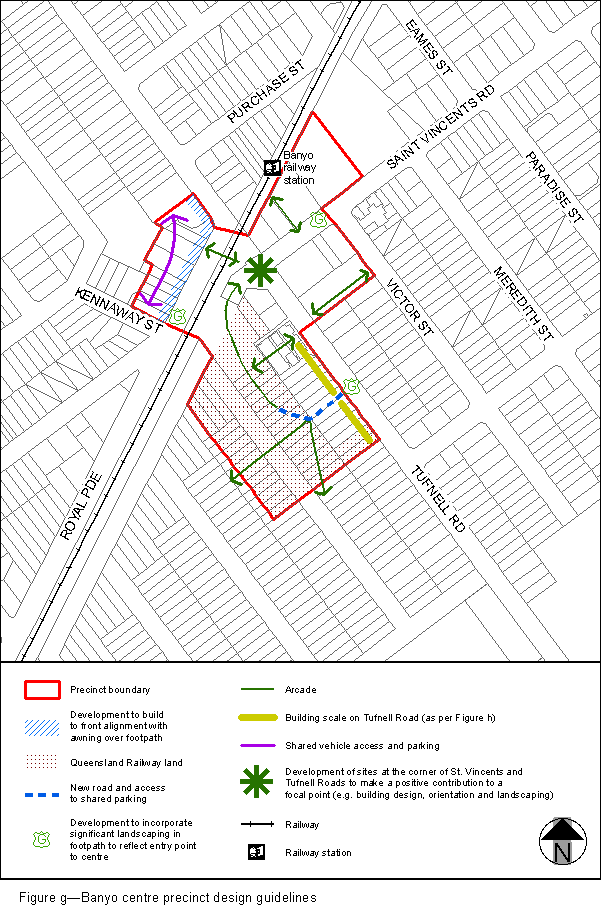 EAMES ST
PURCHASE ST
SAINT VINCENTS RD
Banyo
railway
station
PARADISE ST
G
KENNAWAY ST
G
VICTOR ST
MEREDITH ST
G
ROYAL PDE
TUFNELL RD
Precinct boundary
Development to build
to front alignment with
awning over footpath
Queensland Railway land
New road and access
to shared parking
G
Development to incorporate
significant landscaping in
footpath to reflect entry point
to centre
Arcade
Building scale on Tufnell Road (as per Figure h)
Shared vehicle access and parking
Development of sites at the corner of St. Vincents and
Tufnell Roads to make a positive contribution to a
focal point (e.g. building design, orientation and landscaping)
Railway
Railway station
N
Figure g—Banyo centre precinct design guidelines